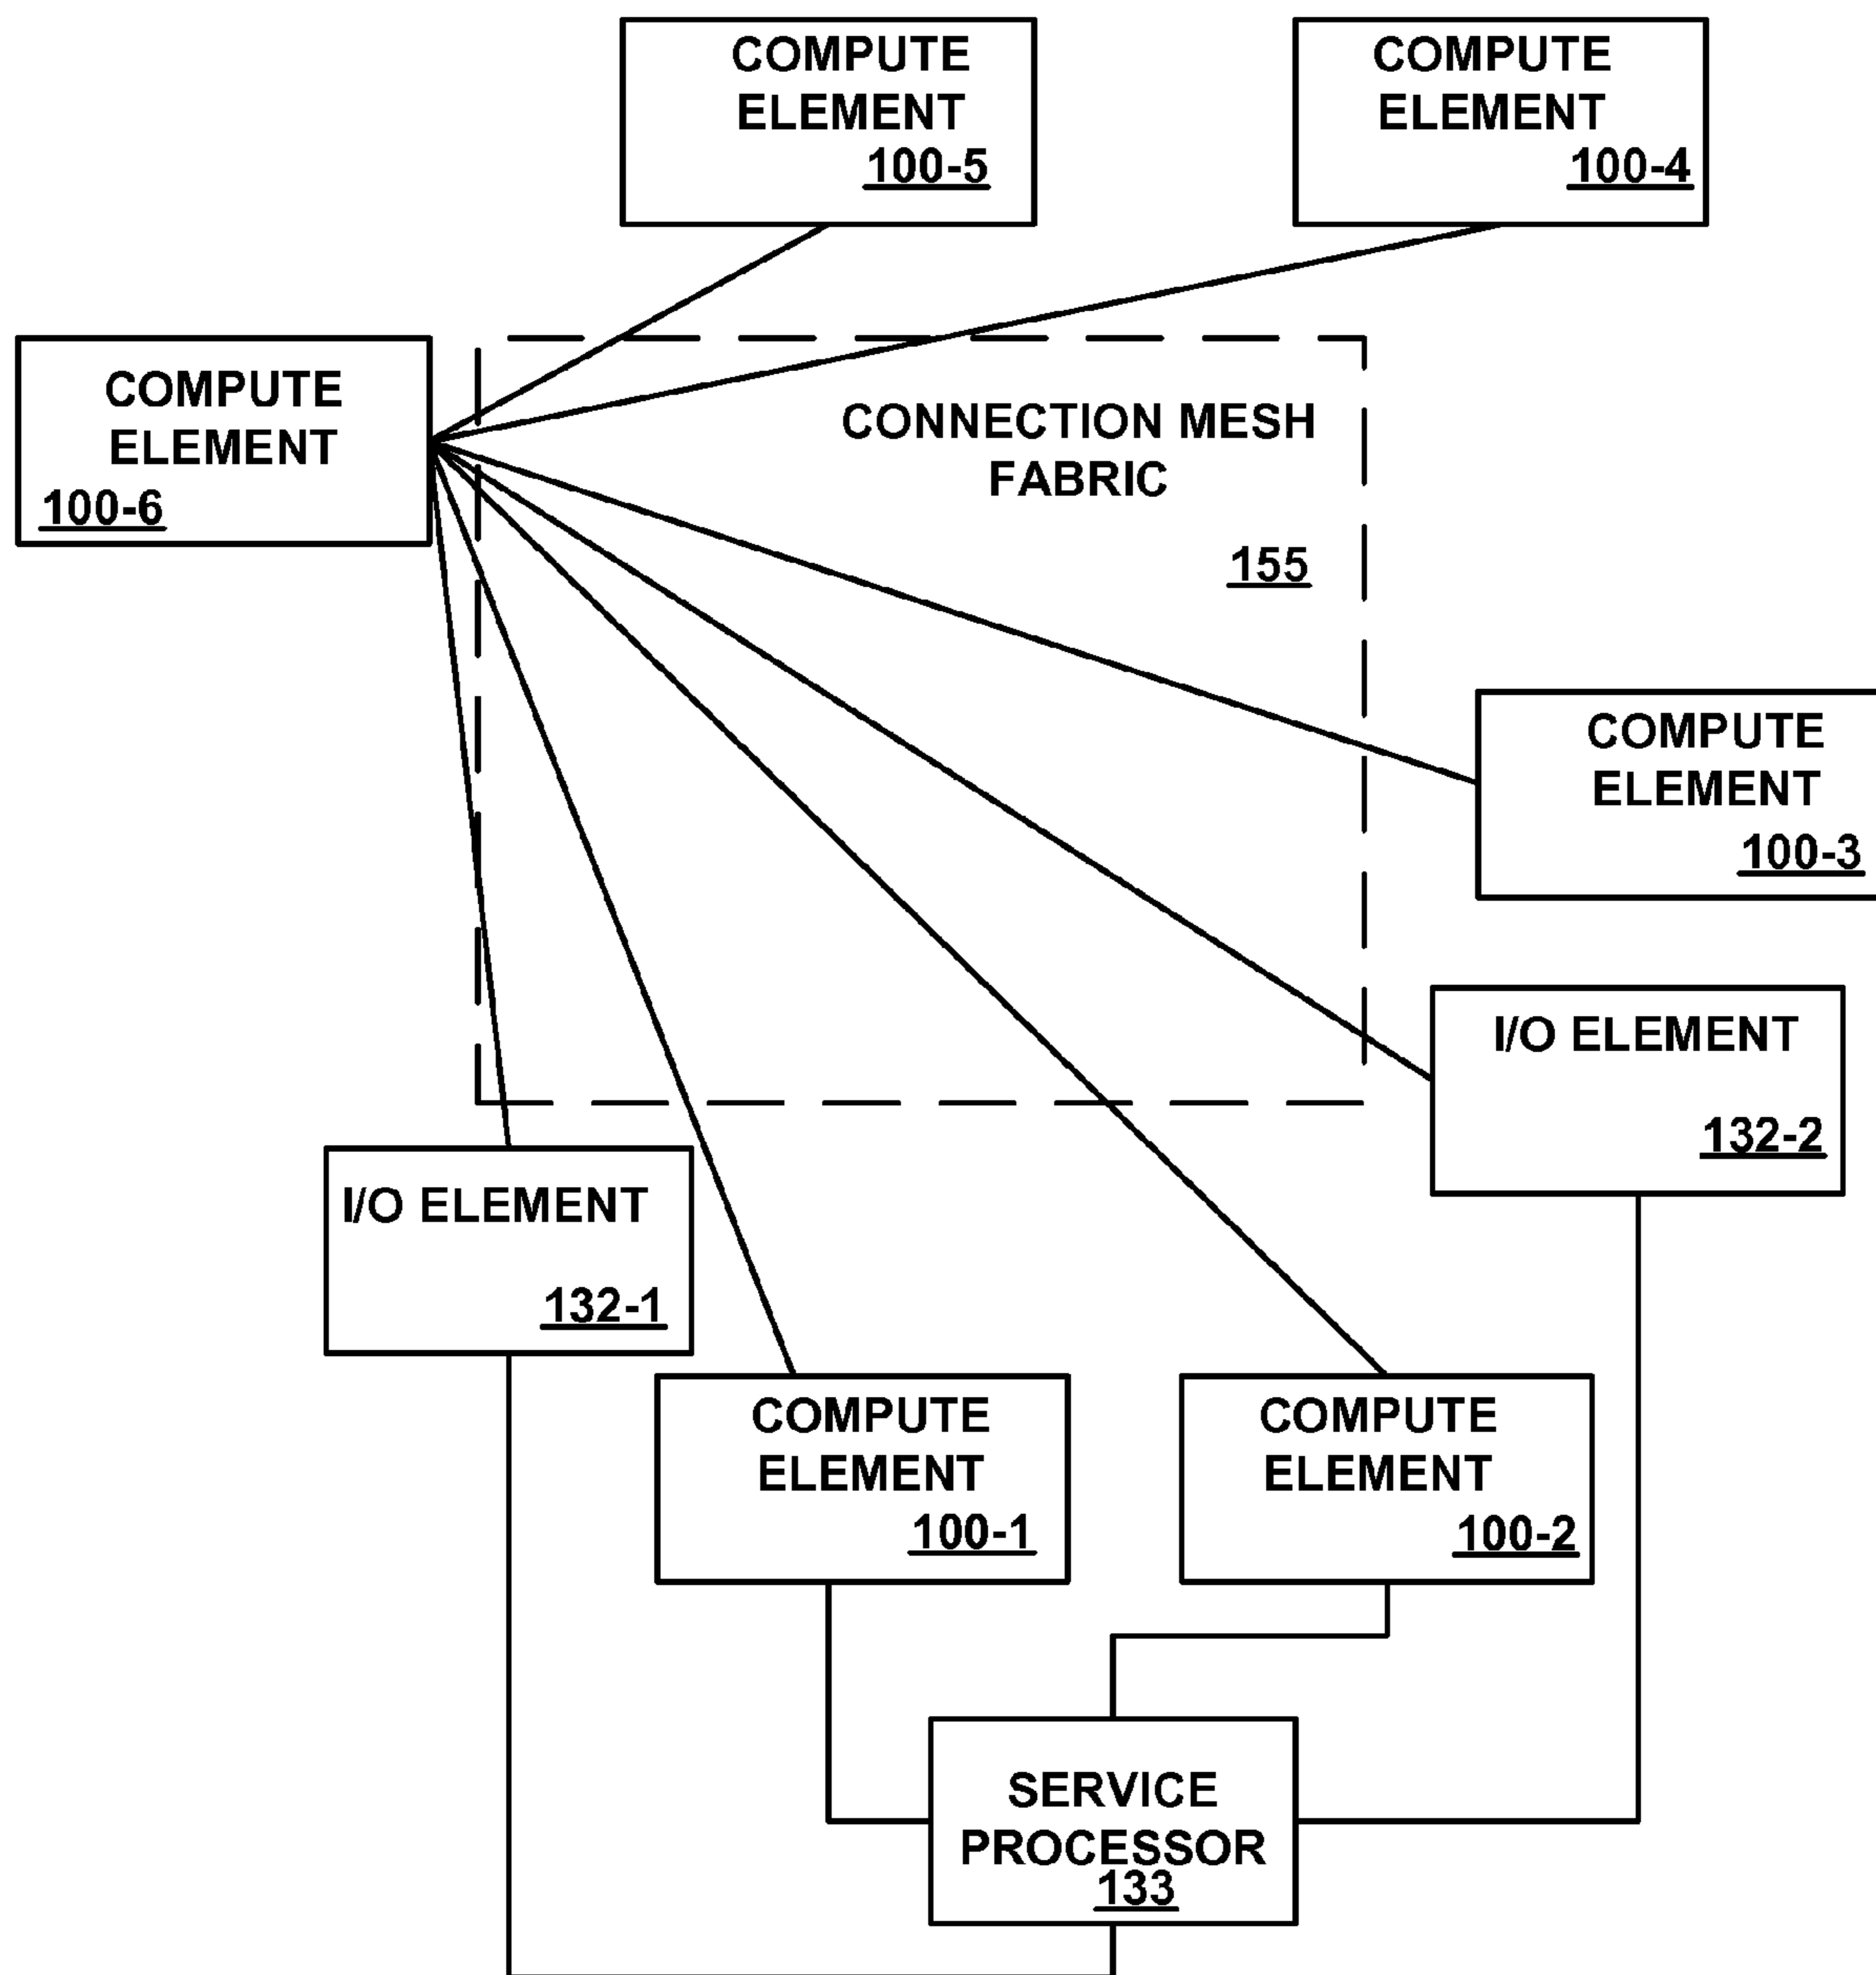 COMPUTE
ELEMENT
100-5
COMPUTE
ELEMENT
100-4
COMPUTE
ELEMENT
100-6
CONNECTION MESH
FABRIC
155
COMPUTE
ELEMENT
100-3
I/O ELEMENT
132-2
I/O ELEMENT
132-1
COMPUTE
ELEMENT
100-1
COMPUTE
ELEMENT
100-2
SERVICE
PROCESSOR
133